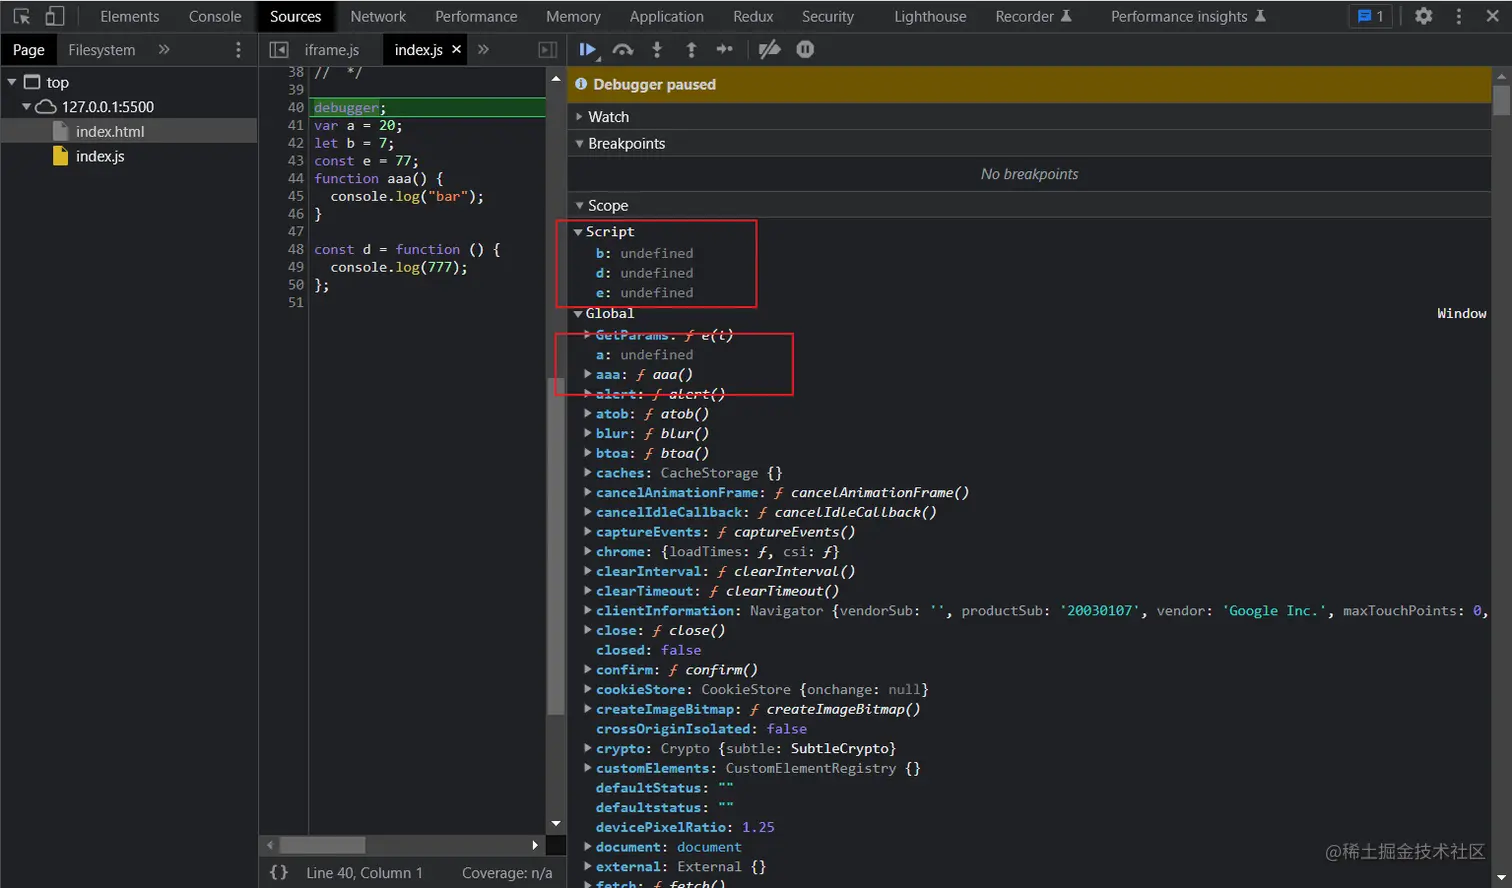 Elements Console Sources Network Performance Memory Application Redux Security Lighthouse Recorder Performance insights 1
Page Filesystem » iframe.js index.js × »
top
127.0.0.1:5500
index.html
index.js
38 // */
39
40 debugger;
41 var a = 20;
42 let b = 7;
43 const e = 77;
44 function aaa() {
45 console.log("bar");
46 }
47
48 const d = function () {
49 console.log(777);
50 };
51
{} Line 40, Column 1 Coverage: n/a
Debugger paused
Watch
Breakpoints
No breakpoints
Scope
Script
b: undefined
d: undefined
e: undefined
Global Window
GetParams: ƒ e(t)
a: undefined
aaa: ƒ aaa()
alert: ƒ alert()
atob: ƒ atob()
blur: ƒ blur()
btoa: ƒ btoa()
caches: CacheStorage {}
cancelAnimationFrame: ƒ cancelAnimationFrame()
cancelIdleCallback: ƒ cancelIdleCallback()
captureEvents: ƒ captureEvents()
chrome: {loadTimes: ƒ, csi: ƒ}
clearInterval: ƒ clearInterval()
clearTimeout: ƒ clearTimeout()
clientInformation: Navigator {vendorSub: '', productSub: '20030107', vendor: 'Google Inc.', maxTouchPoints: 0,
close: ƒ close()
closed: false
confirm: ƒ confirm()
cookieStore: CookieStore {onchange: null}
createImageBitmap: ƒ createImageBitmap()
crossOriginIsolated: false
crypto: Crypto {subtle: SubtleCrypto}
customElements: CustomElementRegistry {}
defaultStatus: ""
defaultstatus: ""
devicePixelRatio: 1.25
document: document
external: External {}
fetch: ƒ fetch()
@稀土掘金技术社区